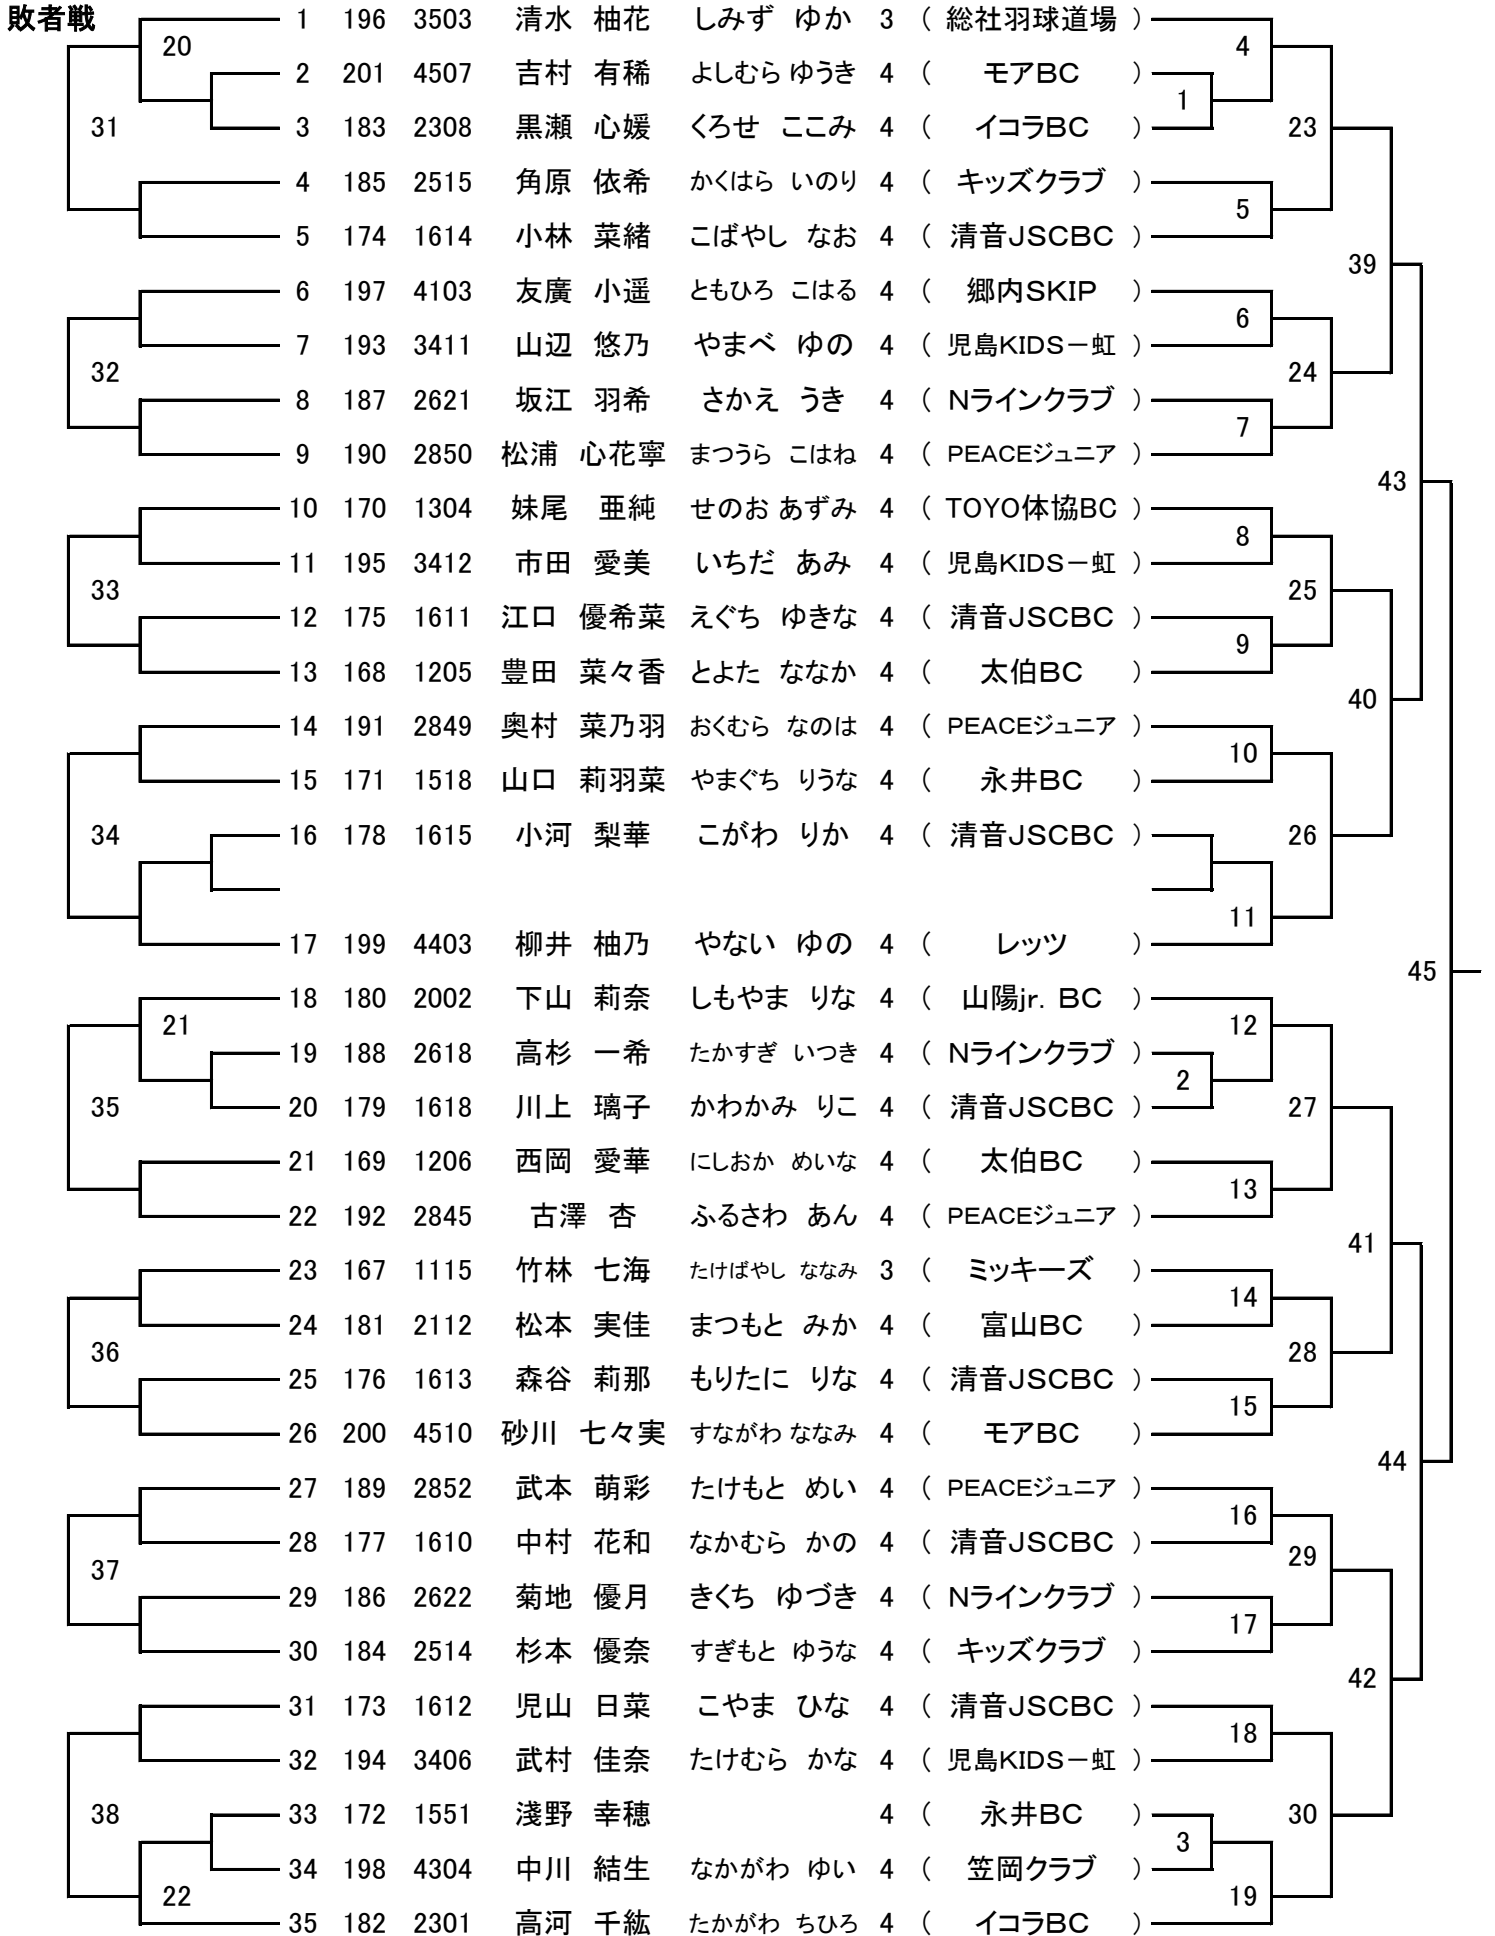 敗者戦 1 196 3503 清水 柚花 しみず ゆか 3 ( 総社羽球道場 )
20 4
2 201 4507 吉村 有稀 よしむら ゆうき 4 ( モアBC )
1
31 3 183 2308 黒瀬 心媛 くろせ ここみ 4 ( イコラBC ) 23
4 185 2515 角原 依希 かくはら いのり 4 ( キッズクラブ )
5
5 174 1614 小林 菜緒 こばやし なお 4 ( 清音JSCBC )
39
6 197 4103 友廣 小遥 ともひろ こはる 4 ( 郷内SKIP )
6
7 193 3411 山辺 悠乃 やまべ ゆの 4 ( 児島KIDS－虹 )
32 24
8 187 2621 坂江 羽希 さかえ うき 4 ( Nラインクラブ )
7
9 190 2850 松浦 心花寧 まつうら こはね 4 ( PEACEジュニア )
43
10 170 1304 妹尾 亜純 せのお あずみ 4 ( TOYO体協BC )
8
11 195 3412 市田 愛美 いちだ あみ 4 ( 児島KIDS－虹 )
33 25
12 175 1611 江口 優希菜 えぐち ゆきな 4 ( 清音JSCBC )
9
13 168 1205 豊田 菜々香 とよた ななか 4 ( 太伯BC )
40
14 191 2849 奥村 菜乃羽 おくむら なのは 4 ( PEACEジュニア )
10
15 171 1518 山口 莉羽菜 やまぐち りうな 4 ( 永井BC )
34 16 178 1615 小河 梨華 こがわ りか 4 ( 清音JSCBC ) 26
11
17 199 4403 柳井 柚乃 やない ゆの 4 ( レッツ )
45
18 180 2002 下山 莉奈 しもやま りな 4 ( 山陽jr. BC )
21 12
19 188 2618 高杉 一希 たかすぎ いつき 4 ( Nラインクラブ )
2
35 20 179 1618 川上 璃子 かわかみ りこ 4 ( 清音JSCBC ) 27
21 169 1206 西岡 愛華 にしおか めいな 4 ( 太伯BC )
13
22 192 2845 古澤 杏 ふるさわ あん 4 ( PEACEジュニア )
41
23 167 1115 竹林 七海 たけばやし ななみ 3 ( ミッキーズ )
14
24 181 2112 松本 実佳 まつもと みか 4 ( 富山BC )
36 28
25 176 1613 森谷 莉那 もりたに りな 4 ( 清音JSCBC )
15
26 200 4510 砂川 七々実 すながわ ななみ 4 ( モアBC )
44
27 189 2852 武本 萌彩 たけもと めい 4 ( PEACEジュニア )
16
28 177 1610 中村 花和 なかむら かの 4 ( 清音JSCBC )
37 29
29 186 2622 菊地 優月 きくち ゆづき 4 ( Nラインクラブ )
17
30 184 2514 杉本 優奈 すぎもと ゆうな 4 ( キッズクラブ )
42
31 173 1612 児山 日菜 こやま ひな 4 ( 清音JSCBC )
18
32 194 3406 武村 佳奈 たけむら かな 4 ( 児島KIDS－虹 )
38 33 172 1551 淺野 幸穂 4 ( 永井BC ) 30
3
34 198 4304 中川 結生 なかがわ ゆい 4 ( 笠岡クラブ )
22 19
35 182 2301 高河 千紘 たかがわ ちひろ 4 ( イコラBC )